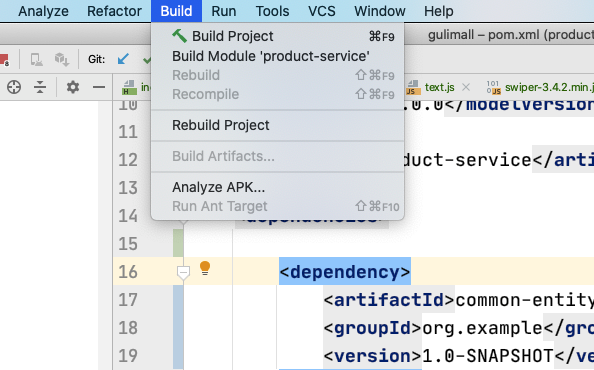 Analyze Refactor Build Run Tools VCS Window Help
gulimall – pom.xml (produc
Git:
Build Project ⌘F9
Build Module 'product-service'
Rebuild ⇧⌘F9
Recompile ⇧⌘F9
Rebuild Project
Build Artifacts...
Analyze APK...
Run Ant Target ⇧⌘F10
in
text.js
swiper-3.4.2.min.j
10 .0.0</modelVersion
11
12 duct-service</artif
13
14 <dependencies>
15
16 <dependency>
17 <artifactId>common-entity
18 <groupId>org.example</gro
19 <version>1.0-SNAPSHOT</ve